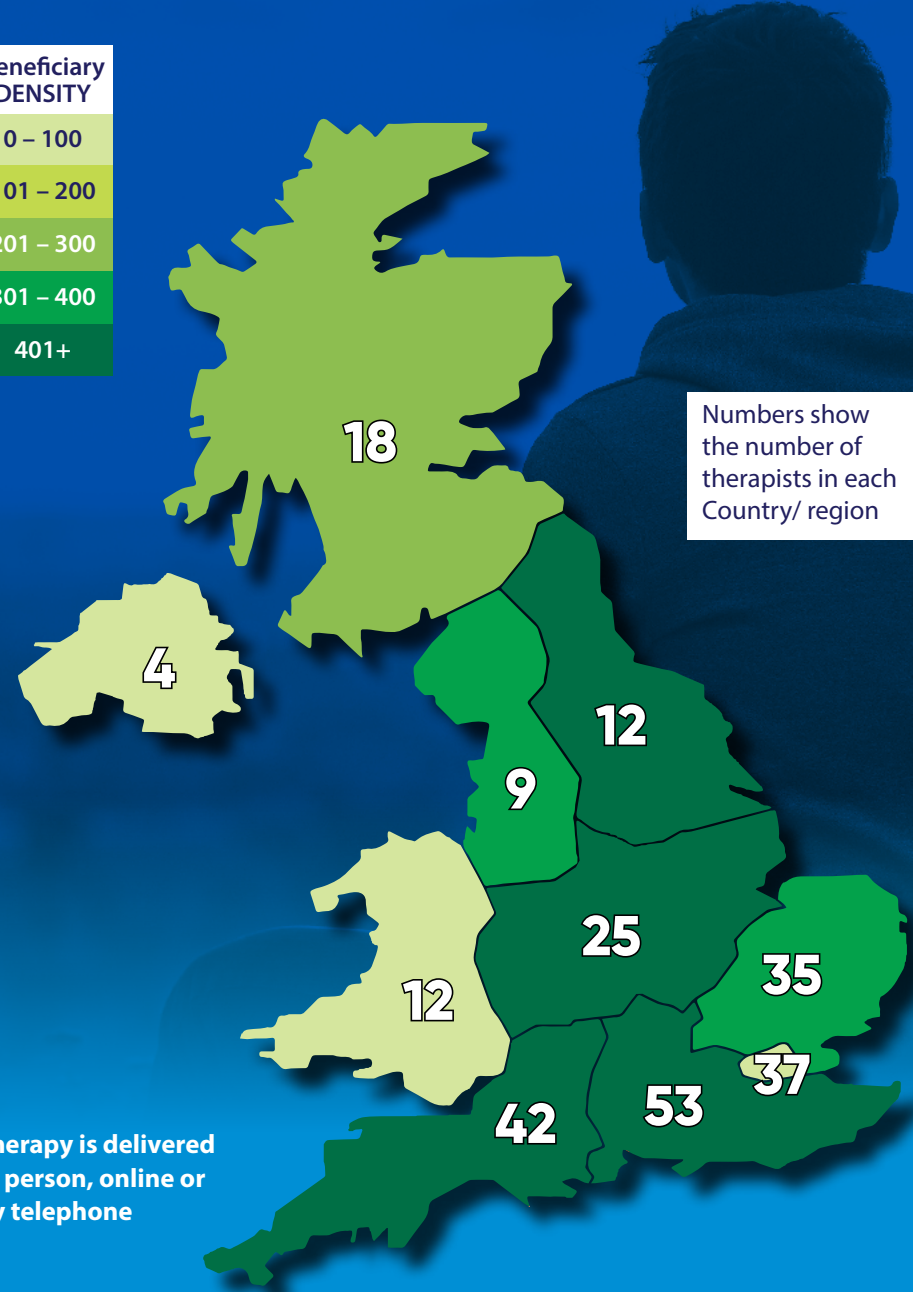 eneficiary
DENSITY
0 – 100
01 – 200
201 – 300
301 – 400
401+
18
Numbers show
the number of
therapists in each
Country/ region
4
12
9
25
35
12
37
53
42
herapy is delivered
person, online or
y telephone